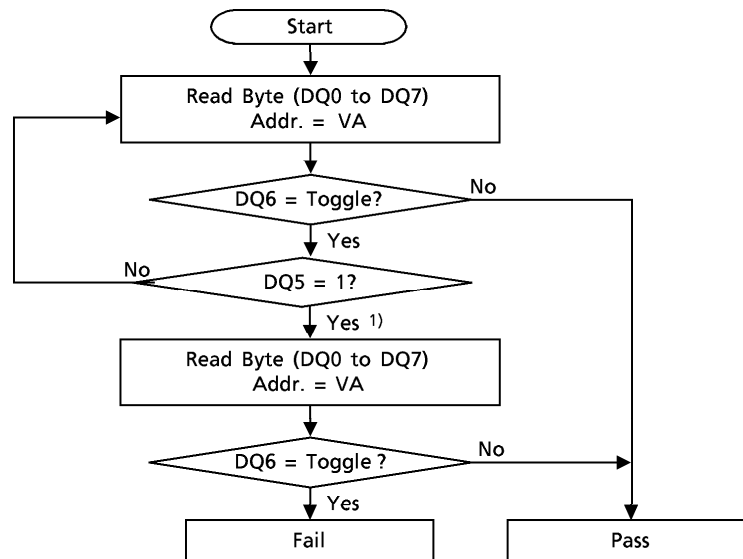 Start
Read Byte (DQ0 to DQ7)
Addr. = VA
DQ6 = Toggle?
No
Yes
No
DQ5 = 1?
Yes 1)
Read Byte (DQ0 to DQ7)
Addr. = VA
DQ6 = Toggle ?
No
Yes
Fail
Pass